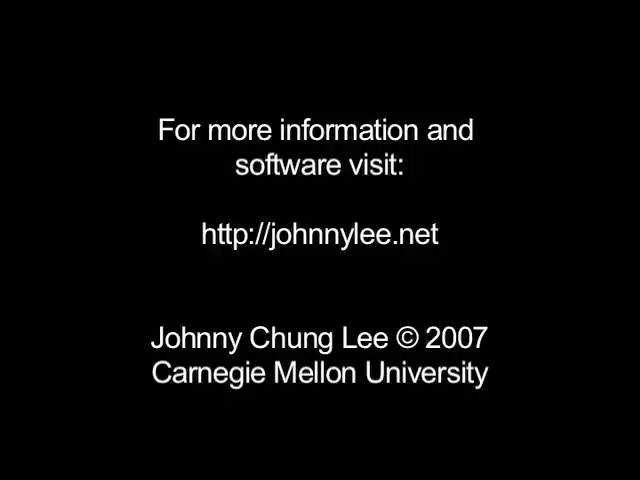 For more information and
software visit:
http://johnnylee.net
Johnny Chung Lee © 2007
Carnegie Mellon University